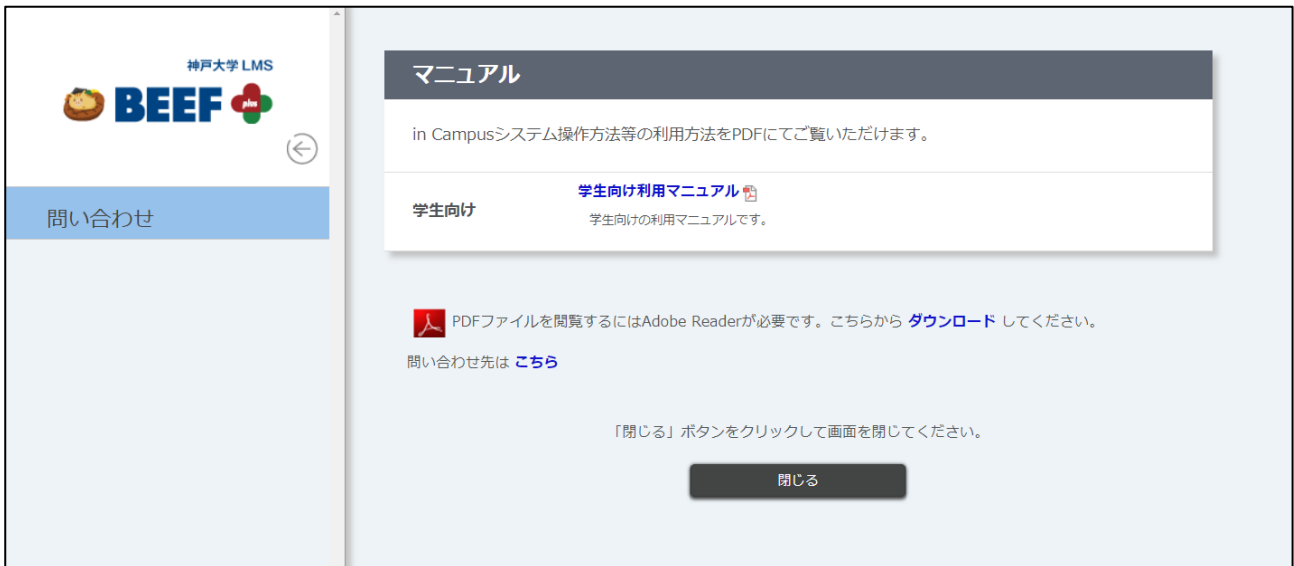 神戸大学 LMS
BEEF plus
問い合わせ
マニュアル
in Campusシステム操作方法等の利用方法をPDFにてご覧いただけます。
学生向け
学生向け利用マニュアル
学生向けの利用マニュアルです。
PDFファイルを閲覧するにはAdobe Readerが必要です。こちらから ダウンロード してください。
問い合わせ先は こちら
「閉じる」ボタンをクリックして画面を閉じてください。
閉じる